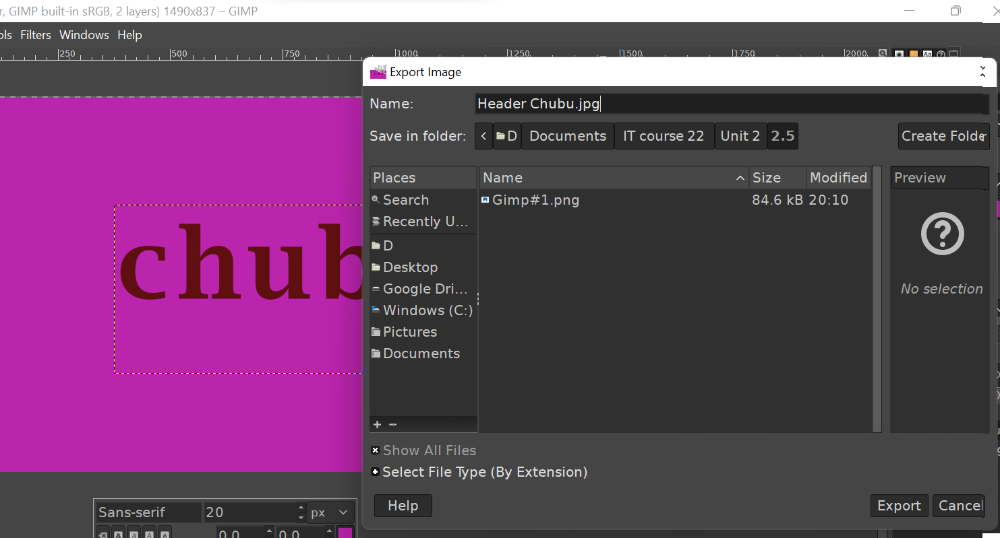 r, GIMP built-in sRGB, 2 layers) 1490x837 – GIMP
ols Filters Windows Help
250 500 750 1000 1250 1500 1750 2000
Export Image
Name: Header Chubu.jpg
Save in folder: D Documents IT course 22 Unit 2 2.5 Create Folder
Places Name Size Modified Preview
Search Gimp#1.png 84.6 kB 20:10
Recently U...
D
Desktop
Google Dri... No selection
Windows (C:)
Pictures
Documents
chub
Show All Files
Select File Type (By Extension)
Help Export Cancel
Sans-serif 20 px
0.0 0.0